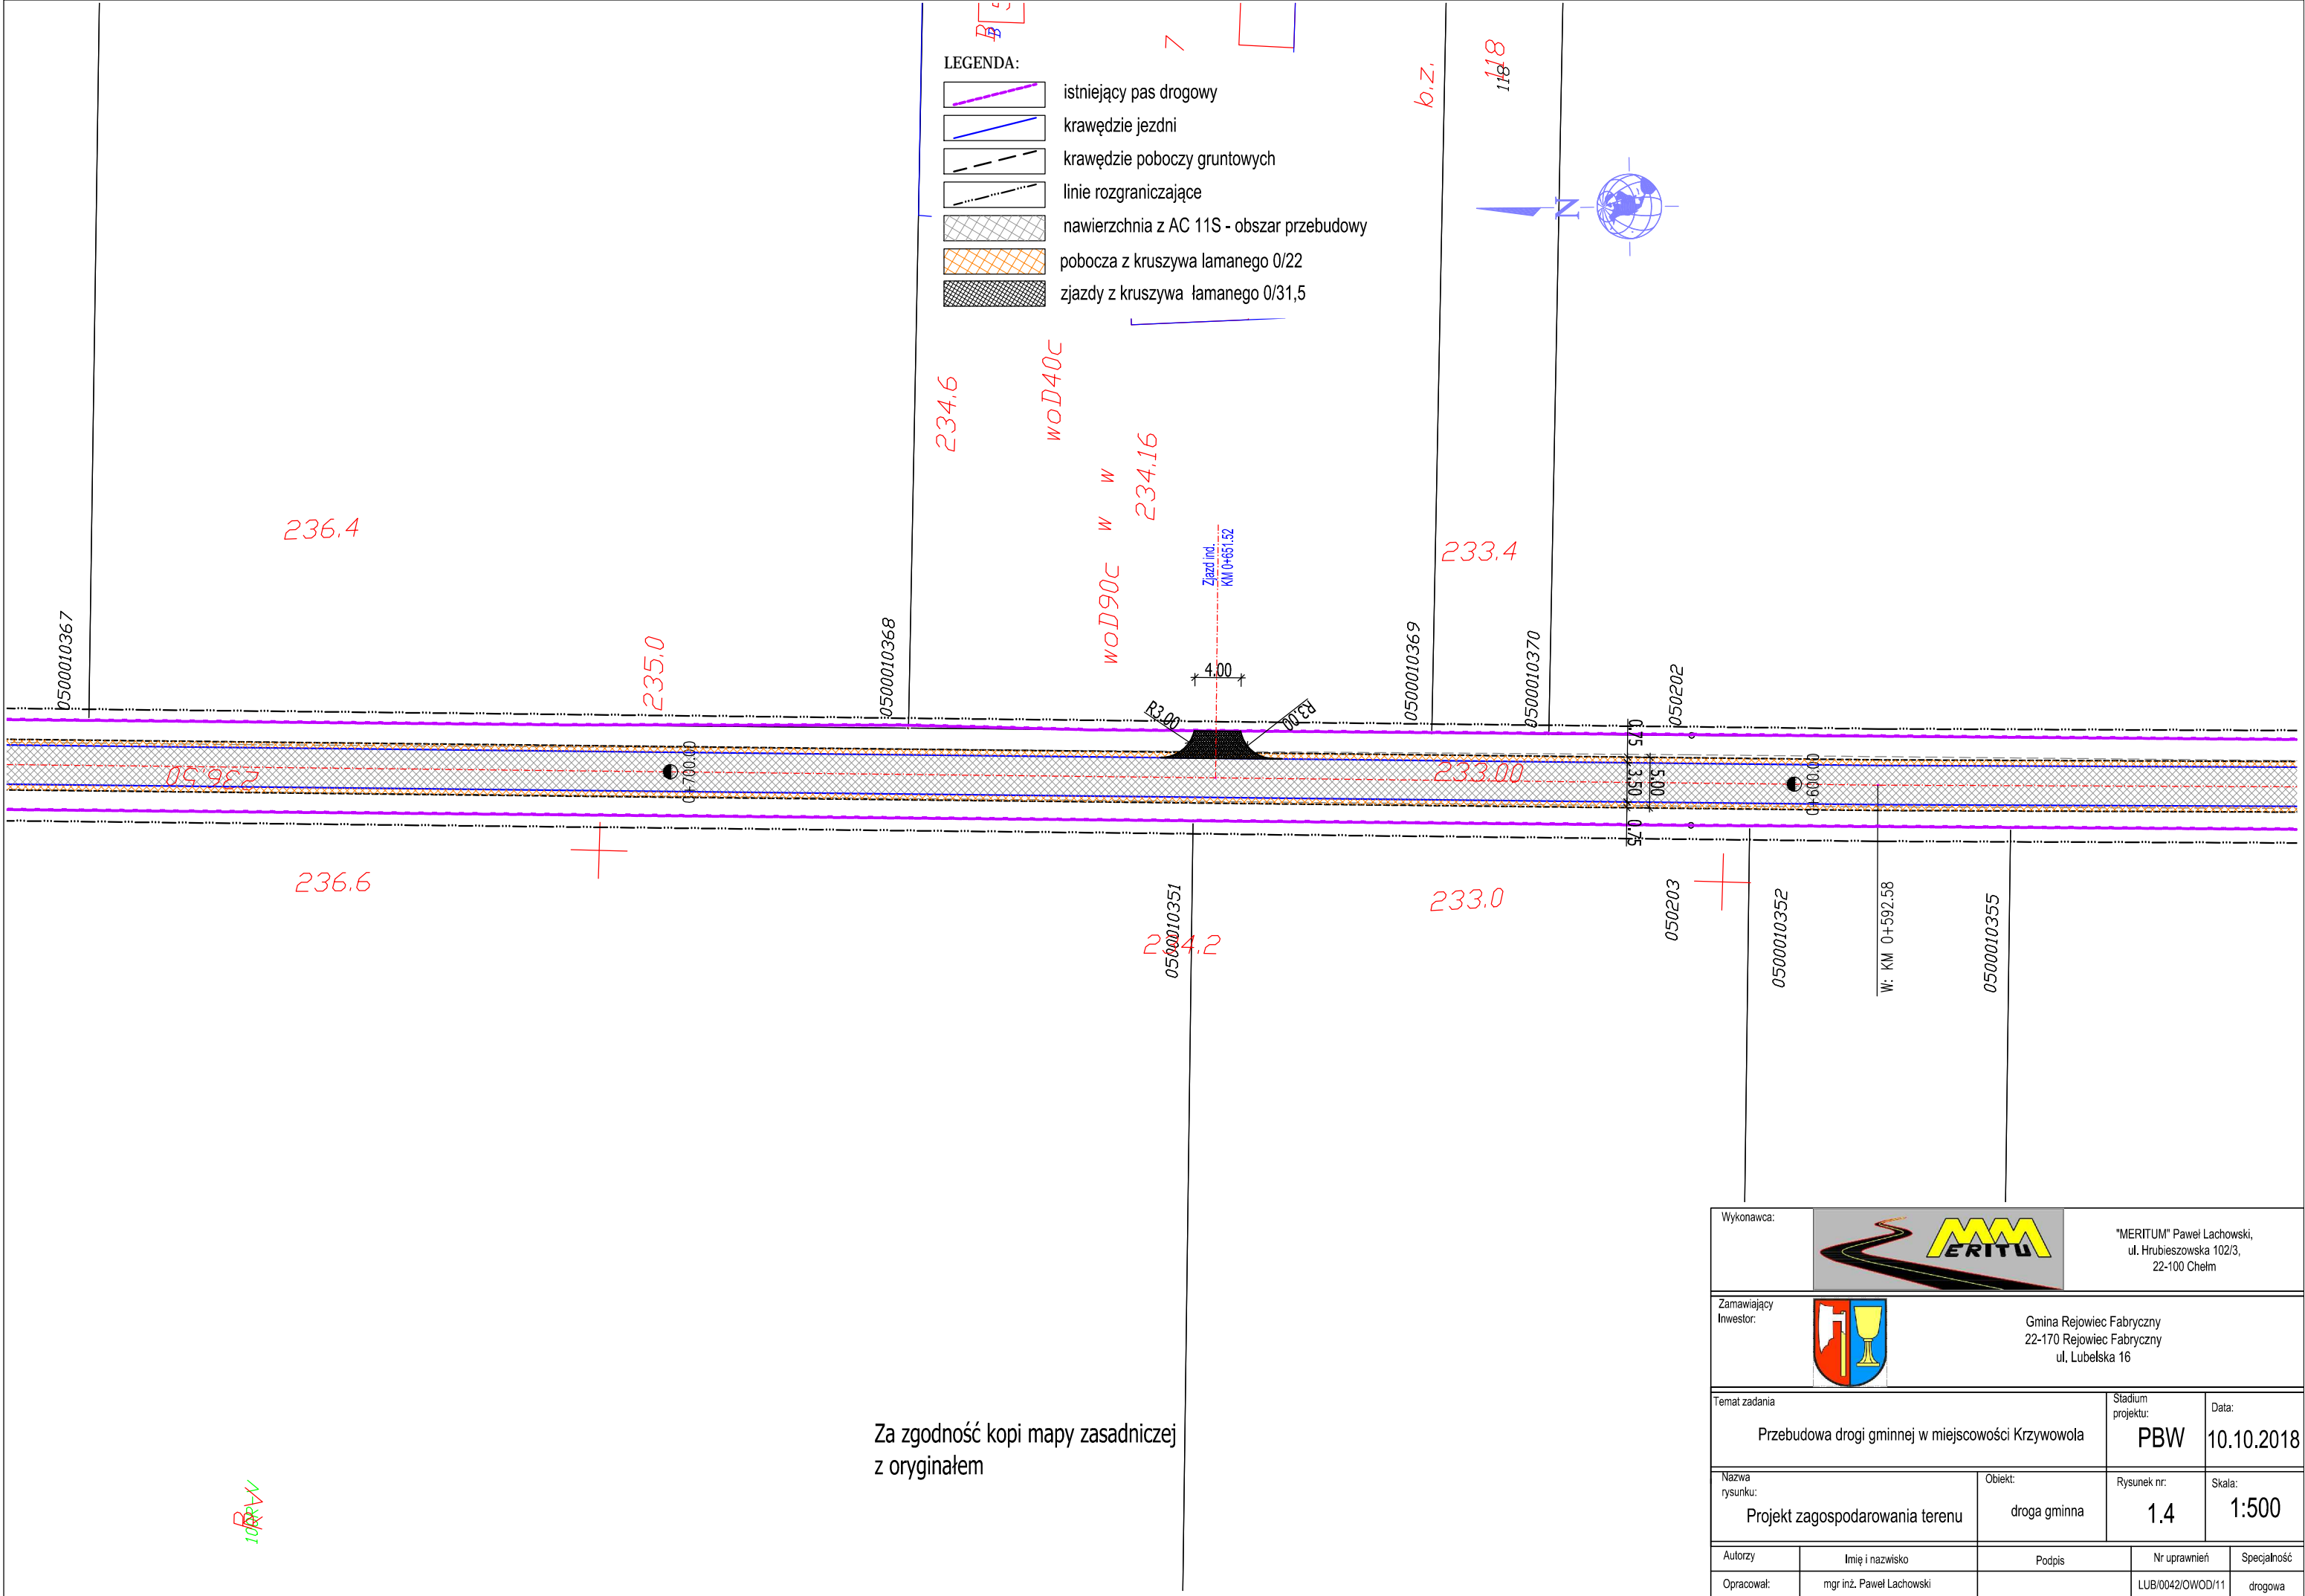 7
b.z.
118
118
LEGENDA:
istniejący pas drogowy
krawędzie jezdni
krawędzie poboczy gruntowych
linie rozgraniczające
nawierzchnia z AC 11S - obszar przebudowy
pobocza z kruszywa lamanego 0/22
zjazdy z kruszywa łamanego 0/31,5
N
234.6
woD40c
w w
234.16
236.4
woD90c
Zjazd ind.
KM 0+651.52
233.4
0500010367
235.0
0500010368
4.00
R3.00
R3.00
0500010369
0500010370
050202
236.50
0+700.00
233.00
0.75
3.50
0.75
5.00
0+600.00
236.6
0500010351
234.2
233.0
050203
0500010352
W: KM 0+592.58
0500010355
Za zgodność kopi mapy zasadniczej
z oryginałem
Wykonawca:
MM
ERITU
"MERITUM" Paweł Lachowski,
ul. Hrubieszowska 102/3,
22-100 Chełm
Zamawiający
Inwestor:
Gmina Rejowiec Fabryczny
22-170 Rejowiec Fabryczny
ul. Lubelska 16
Temat zadania
Przebudowa drogi gminnej w miejscowości Krzywowola
Stadium
projektu:
PBW
Data:
10.10.2018
Nazwa
rysunku:
Projekt zagospodarowania terenu
Obiekt:
droga gminna
Rysunek nr:
1.4
Skala:
1:500
Autorzy
Imię i nazwisko
Podpis
Nr uprawnień
Specjalność
Opracował:
mgr inż. Paweł Lachowski
LUB/0042/OWOD/11
drogowa